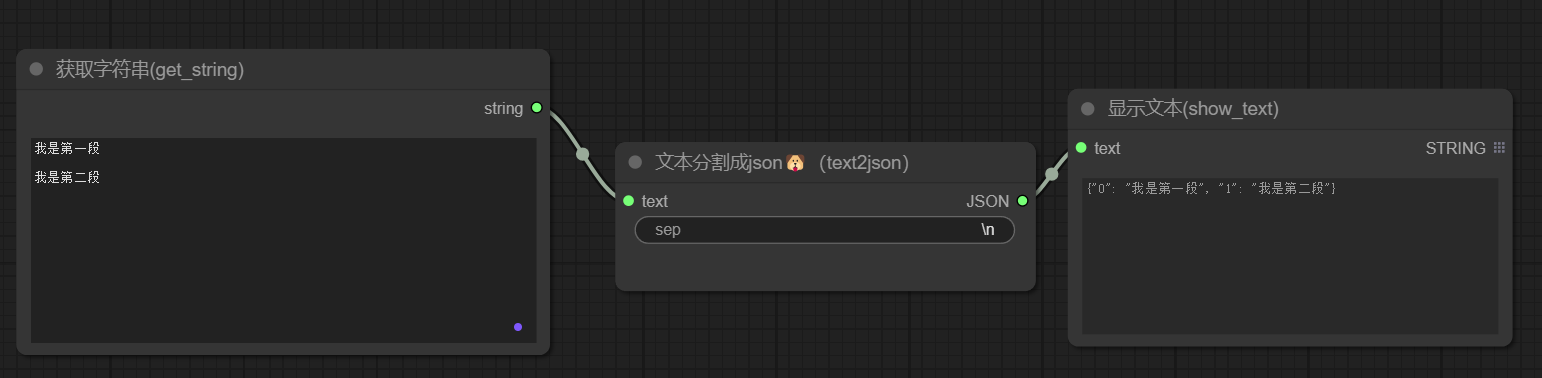 获取字符串(get_string)
string
我是第一段
我是第二段
文本分割成json🐶（text2json）
text
JSON
sep
\n
显示文本(show_text)
text
STRING
{"0": "我是第一段", "1": "我是第二段"}